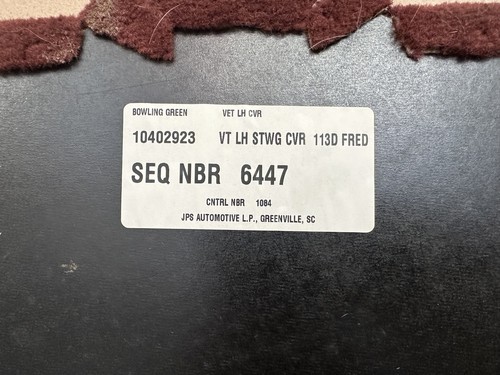 BOWLING GREEN VET LH CVR
10402923 VT LH STWG CVR 113D FRED
SEQ NBR 6447
CNTRL NBR 1084
JPS AUTOMOTIVE L.P., GREENVILLE, SC